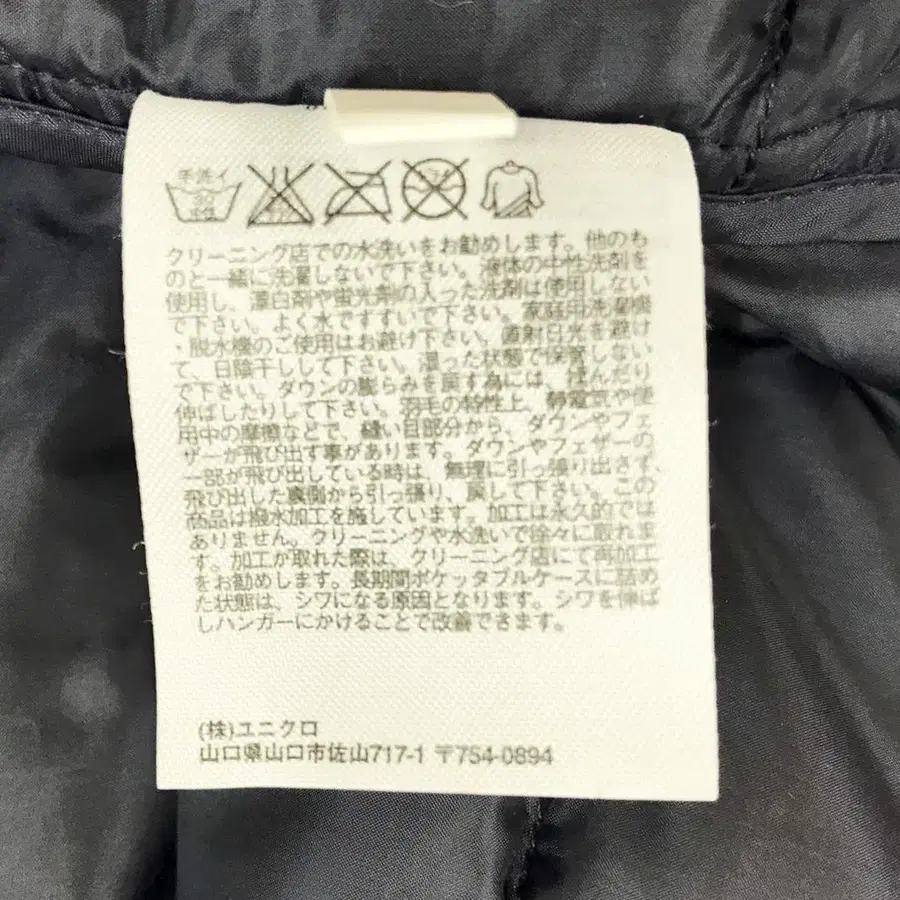 手洗イ
30
中性
クリーニング店での水洗いをお勧めします。他のも
のと一緒に洗濯しないで下さい。液体の中性洗剤を
使用し、漂白剤や蛍光剤の入った洗剤は使用しない
で下さい。よく水ですすいで下さい。家庭用洗濯機
・脱水機のご使用はお避け下さい。直射日光を避け
て、日陰干しして下さい。湿った状態で保管しない
で下さい。ダウンの膨らみを戻す為には、揉んだり
伸ばしたりして下さい。羽毛の特性上、静電気や使
用中の摩擦などで、縫い目部分から、ダウンやフェ
ザーが飛び出す事があります。ダウンやフェザーの
一部が飛び出している時は、無理に引っ張り出さず、
飛び出した裏側から引っ張り、戻して下さい。この
商品は撥水加工を施しています。加工は永久的では
ありません。クリーニングや水洗いで徐々に取れま
す。加工が取れた際は、クリーニング店にて再加工
をお勧めします。長期間ポケッタブルケースに詰め
た状態は、シワになる原因となります。シワを伸ば
しハンガーにかけることで改善できます。
(株)ユニクロ
山口県山口市佐山717-1 〒754-0894